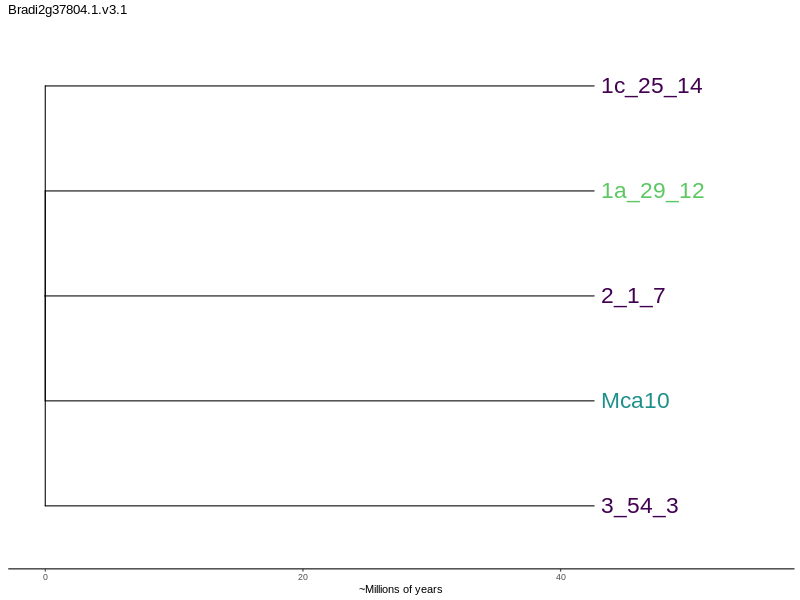 Bradi2g37804.1.v3.1
1c_25_14
1a_29_12
2_1_7
Mca10
3_54_3
0 20 40
~Millions of years